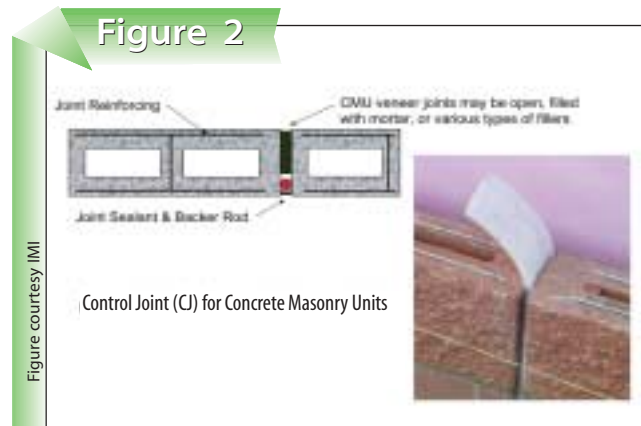 Figure 2
Joint Reinforcing
CMU veneer joints may be open, filled
with mortar, or various types of fillers
Joint Sealant & Backer Rod
Control Joint (CJ) for Concrete Masonry Units
Figure courtesy IMI